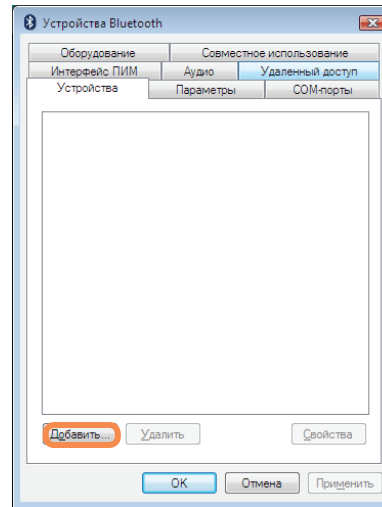 Устройства Bluetooth
Оборудование Совместное использование
Интерфейс ПИМ Аудио Удаленный доступ
Устройства Параметры COM-порты
Добавить... Удалить Свойства
OK Отмена Применить